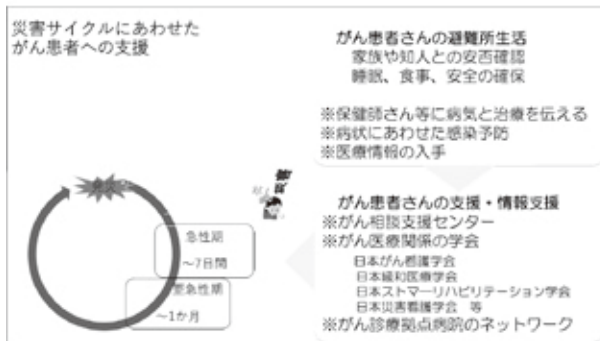 災害サイクルにあわせた
がん患者への支援
がん患者さんの避難所生活
家族や知人との安否確認
睡眠、食事、安全の確保
※保健師さん等に病気と治療を伝える
※病状にあわせた感染予防
※医療情報の入手
急性期
～7日間
亜急性期
～1か月
がん患者さんの支援・情報支援
※がん相談支援センター
※がん医療関係の学会
日本がん看護学会
日本緩和医療学会
日本ストマーリハビリテーション学会
日本災害看護学会 等
※がん診療拠点病院のネットワーク